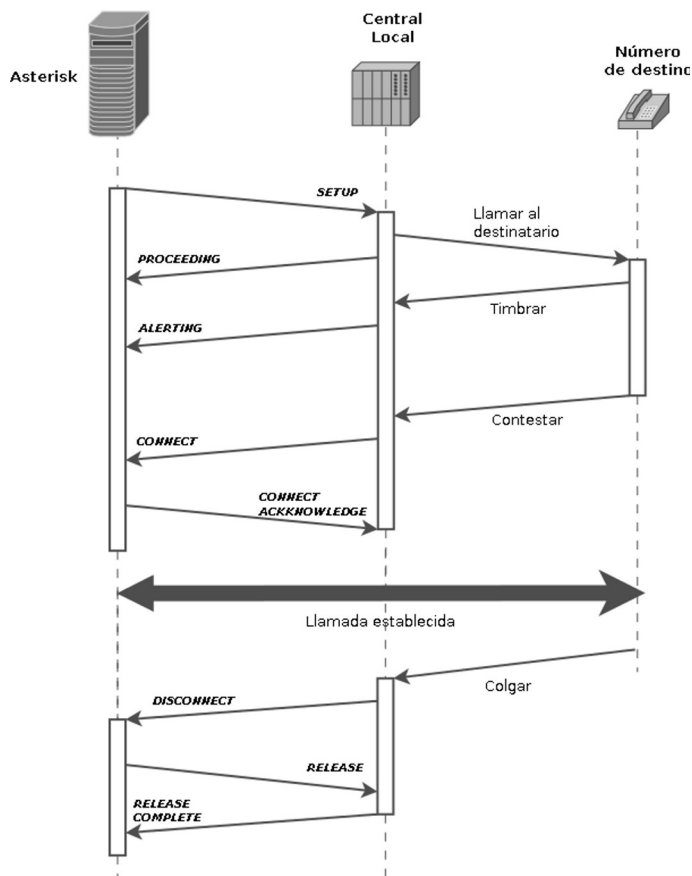 Central
Local
Asterisk
Número
de destino
SETUP
Llamar al
destinatario
PROCEEDING
Timbrar
ALERTING
Contestar
CONNECT
CONNECT
ACKKNOWLEDGE
Llamada establecida
Colgar
DISCONNECT
RELEASE
RELEASE
COMPLETE